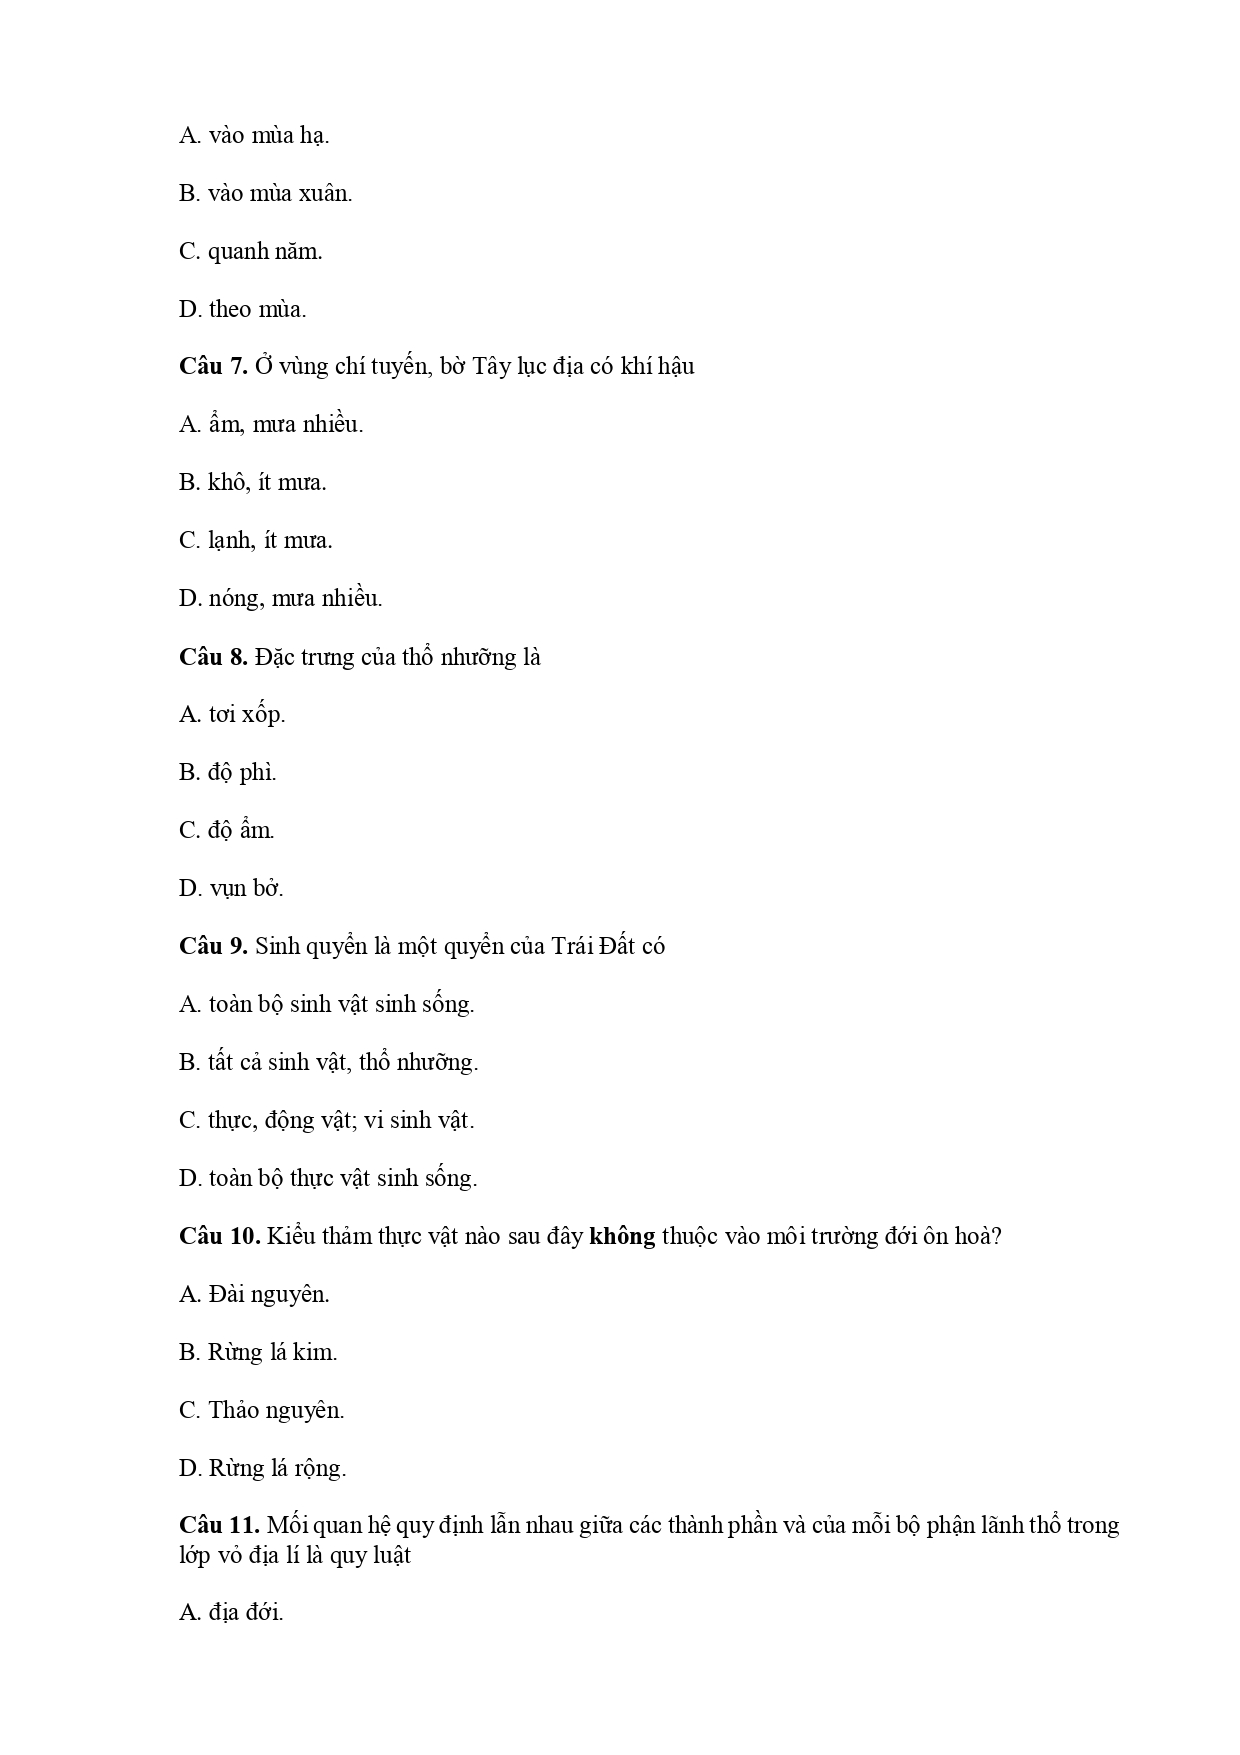 A. vào mùa hạ.
B. vào mùa xuân.
C. quanh năm.
D. theo mùa.
Câu 7. Ở vùng chí tuyến, bờ Tây lục địa có khí hậu
A. ẩm, mưa nhiều.
B. khô, ít mưa.
C. lạnh, ít mưa.
D. nóng, mưa nhiều.
Câu 8. Đặc trưng của thổ nhưỡng là
A. tơi xốp.
B. độ phì.
C. độ ẩm.
D. vụn bở.
Câu 9. Sinh quyển là một quyển của Trái Đất có
A. toàn bộ sinh vật sinh sống.
B. tất cả sinh vật, thổ nhưỡng.
C. thực, động vật; vi sinh vật.
D. toàn bộ thực vật sinh sống.
Câu 10. Kiểu thảm thực vật nào sau đây không thuộc vào môi trường đới ôn hoà?
A. Đài nguyên.
B. Rừng lá kim.
C. Thảo nguyên.
D. Rừng lá rộng.
Câu 11. Mối quan hệ quy định lẫn nhau giữa các thành phần và của mỗi bộ phận lãnh thổ trong
lớp vỏ địa lí là quy luật
A. địa đới.